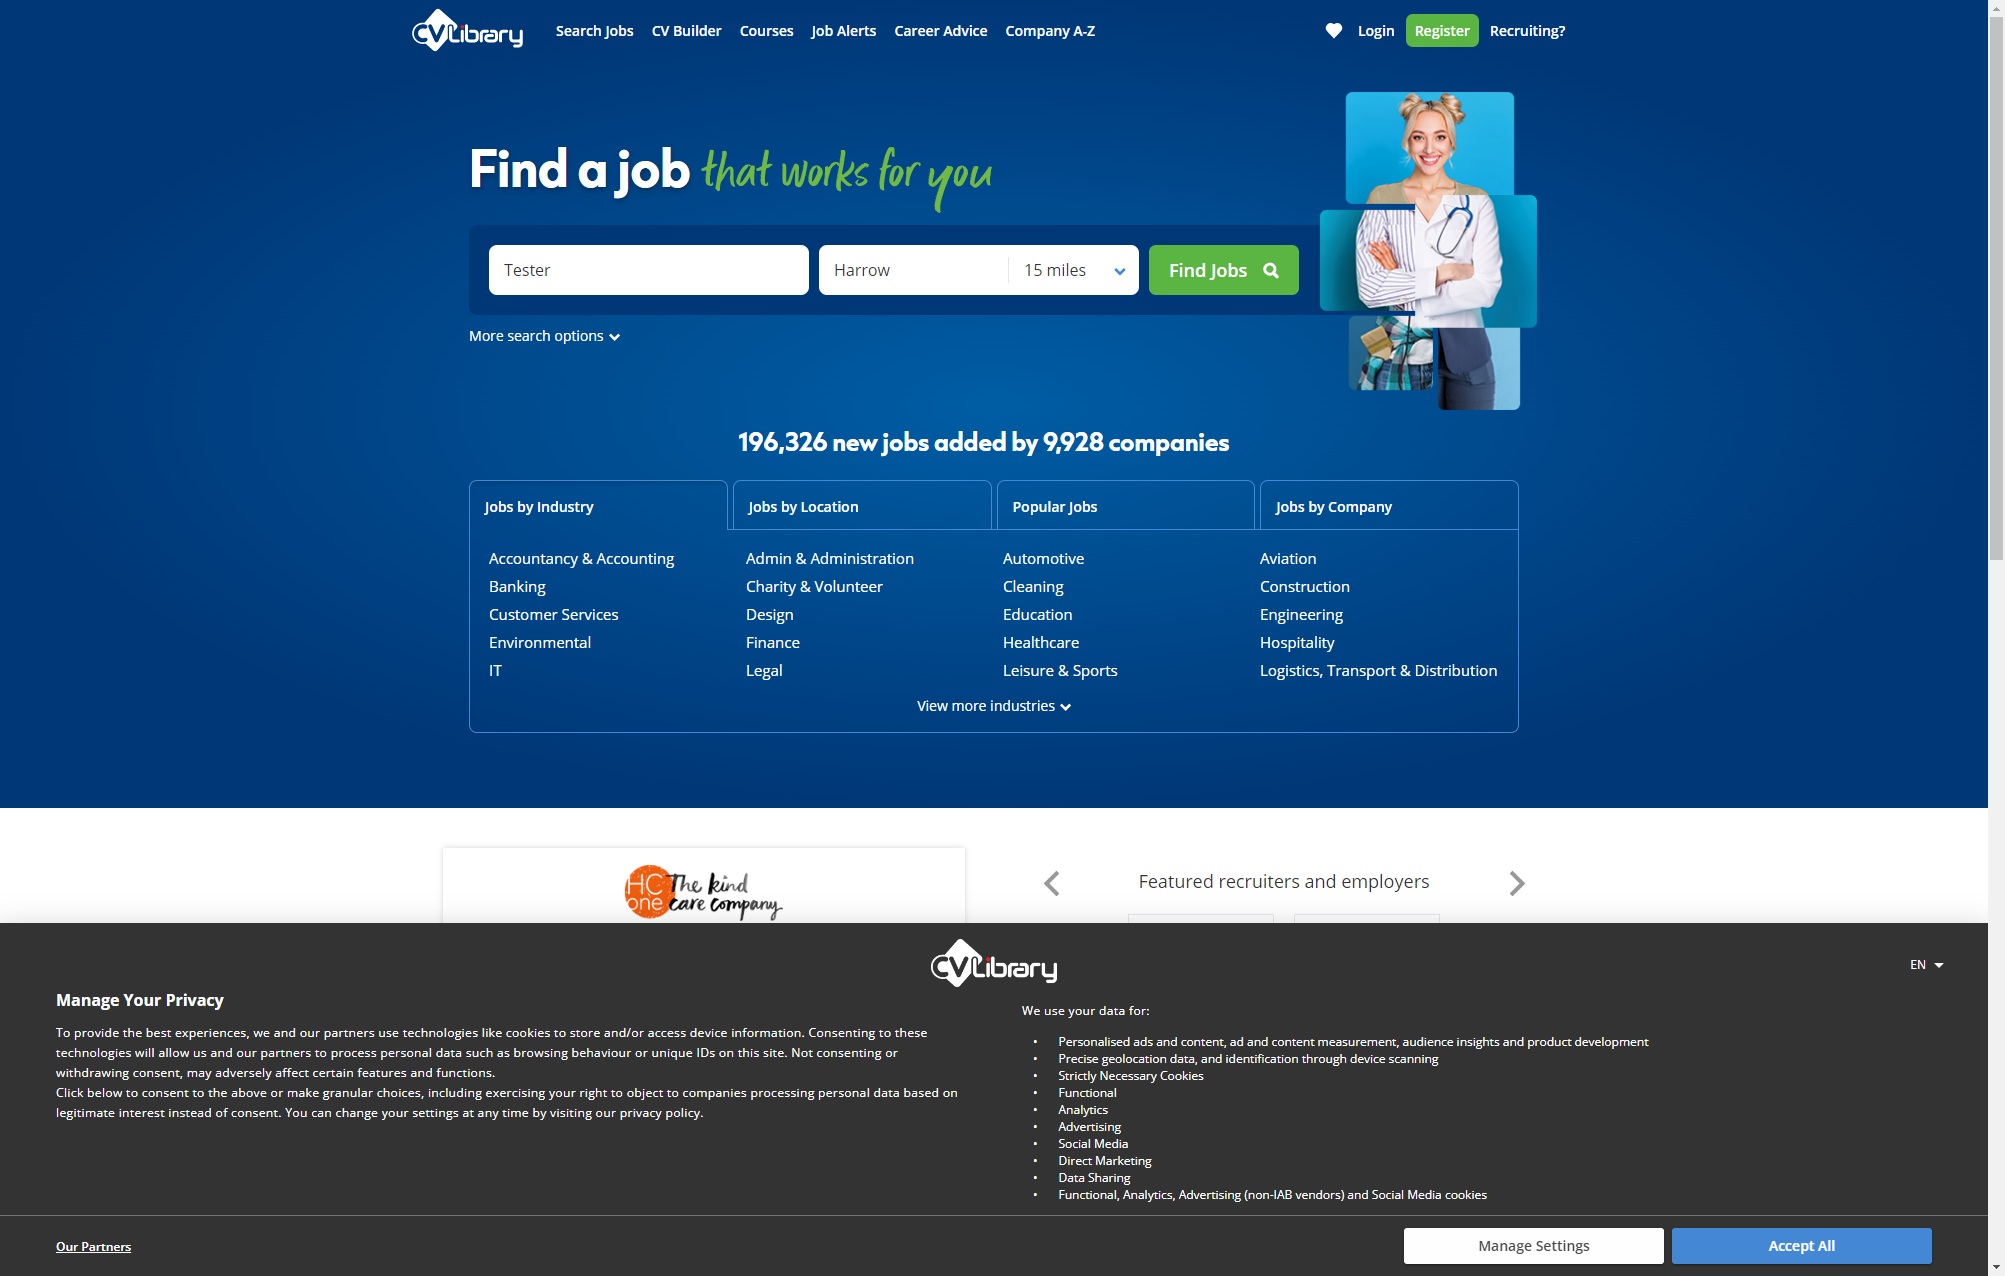 CVLibrary
Search Jobs
CV Builder
Courses
Job Alerts
Career Advice
Company A-Z
Login
Register
Recruiting?
Find a job that works for you
Tester
Harrow
15 miles
Find Jobs
More search options
196,326 new jobs added by 9,928 companies
Jobs by Industry
Jobs by Location
Popular Jobs
Jobs by Company
Accountancy & Accounting
Admin & Administration
Automotive
Aviation
Banking
Charity & Volunteer
Cleaning
Construction
Customer Services
Design
Education
Engineering
Environmental
Finance
Healthcare
Hospitality
IT
Legal
Leisure & Sports
Logistics, Transport & Distribution
View more industries
HC one The kind care company
Featured recruiters and employers
CVLibrary
EN
Manage Your Privacy
To provide the best experiences, we and our partners use technologies like cookies to store and/or access device information. Consenting to these
technologies will allow us and our partners to process personal data such as browsing behaviour or unique IDs on this site. Not consenting or
withdrawing consent, may adversely affect certain features and functions.
Click below to consent to the above or make granular choices, including exercising your right to object to companies processing personal data based on
legitimate interest instead of consent. You can change your settings at any time by visiting our privacy policy.
We use your data for:
• Personalised ads and content, ad and content measurement, audience insights and product development
• Precise geolocation data, and identification through device scanning
• Strictly Necessary Cookies
• Functional
• Analytics
• Advertising
• Social Media
• Direct Marketing
• Data Sharing
• Functional, Analytics, Advertising (non-IAB vendors) and Social Media cookies
Our Partners
Manage Settings
Accept All